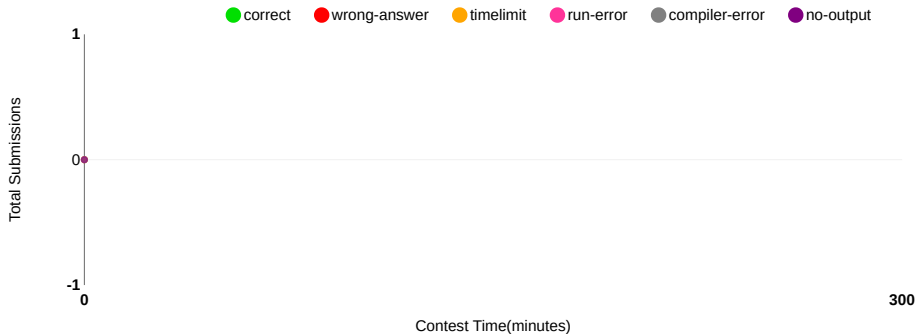 correct wrong-answer timelimit run-error compiler-error no-output
1
Total Submissions
0
-1
0 300
Contest Time(minutes)